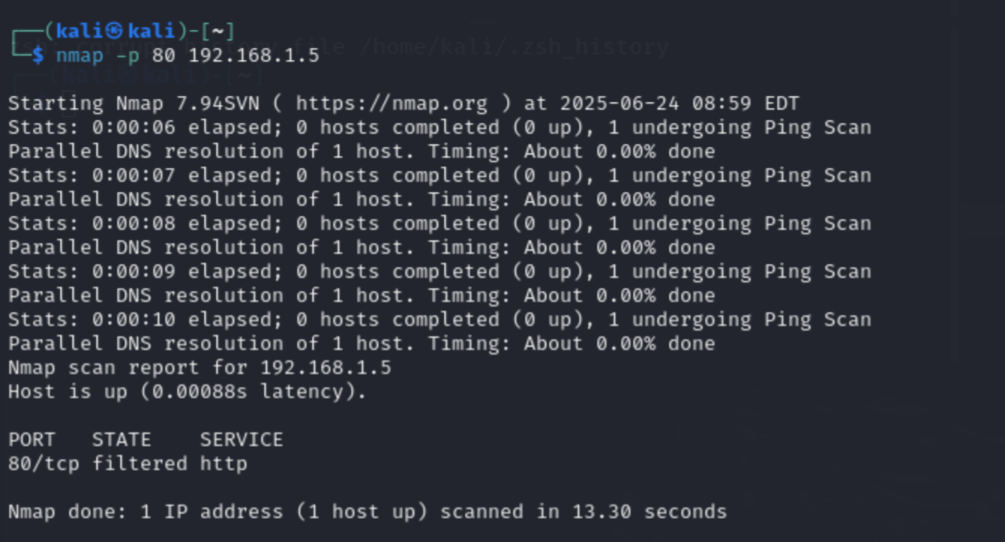 ┌──(kali㉿kali)-[~]
└─$ nmap -p 80 192.168.1.5
Starting Nmap 7.94SVN ( https://nmap.org ) at 2025-06-24 08:59 EDT
Stats: 0:00:06 elapsed; 0 hosts completed (0 up), 1 undergoing Ping Scan
Parallel DNS resolution of 1 host. Timing: About 0.00% done
Stats: 0:00:07 elapsed; 0 hosts completed (0 up), 1 undergoing Ping Scan
Parallel DNS resolution of 1 host. Timing: About 0.00% done
Stats: 0:00:08 elapsed; 0 hosts completed (0 up), 1 undergoing Ping Scan
Parallel DNS resolution of 1 host. Timing: About 0.00% done
Stats: 0:00:09 elapsed; 0 hosts completed (0 up), 1 undergoing Ping Scan
Parallel DNS resolution of 1 host. Timing: About 0.00% done
Stats: 0:00:10 elapsed; 0 hosts completed (0 up), 1 undergoing Ping Scan
Parallel DNS resolution of 1 host. Timing: About 0.00% done
Nmap scan report for 192.168.1.5
Host is up (0.00088s latency).
PORT   STATE    SERVICE
80/tcp filtered http
Nmap done: 1 IP address (1 host up) scanned in 13.30 seconds